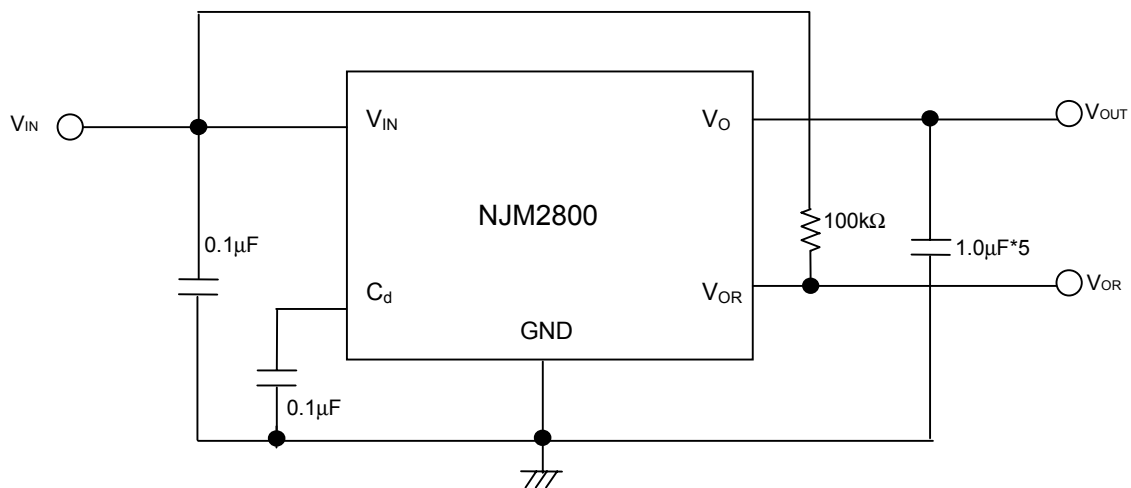 VIN
VIN
VO
VOUT
NJM2800
100kΩ
0.1μF
1.0μF*5
Cd
VOR
VOR
GND
0.1μF